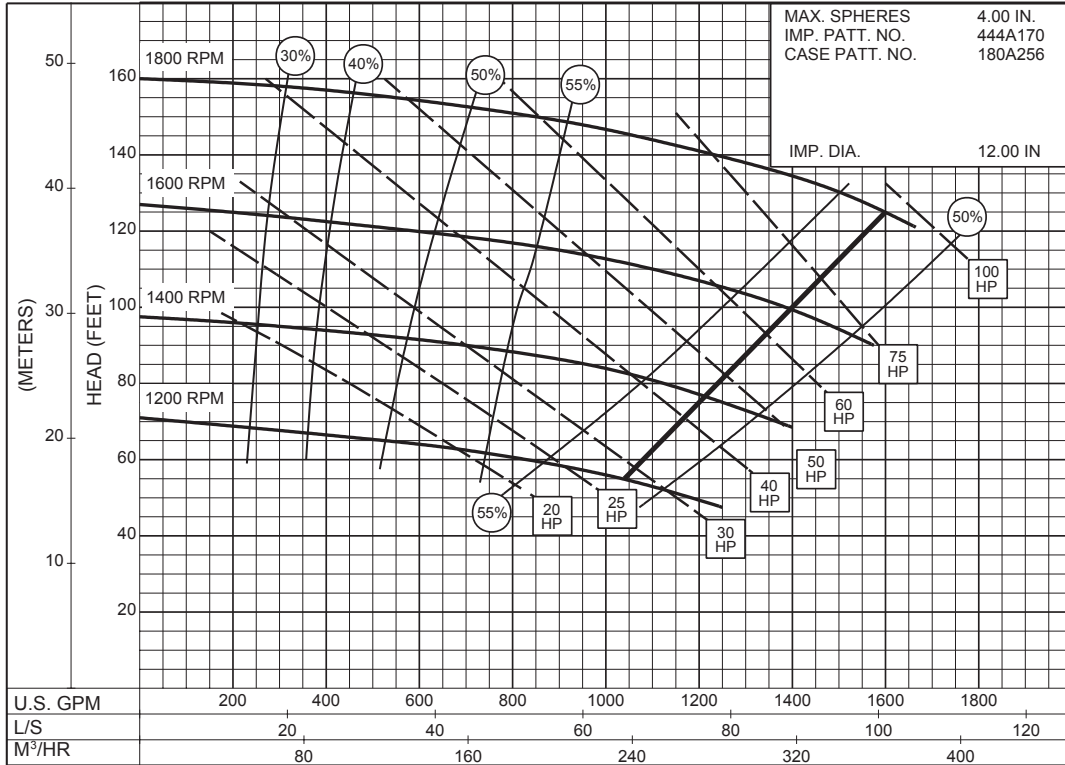 MAX. SPHERES 4.00 IN.
IMP. PATT. NO. 444A170
CASE PATT. NO. 180A256
IMP. DIA. 12.00 IN
(METERS)
50
40
30
20
10
HEAD (FEET)
160
140
120
100
80
60
40
20
1800 RPM
1600 RPM
1400 RPM
1200 RPM
30%
40%
50%
55%
50%
55%
100 HP
75 HP
60 HP
50 HP
40 HP
30 HP
25 HP
20 HP
U.S. GPM 200 400 600 800 1000 1200 1400 1600 1800
L/S 20 40 60 80 100 120
M³/HR 80 160 240 320 400